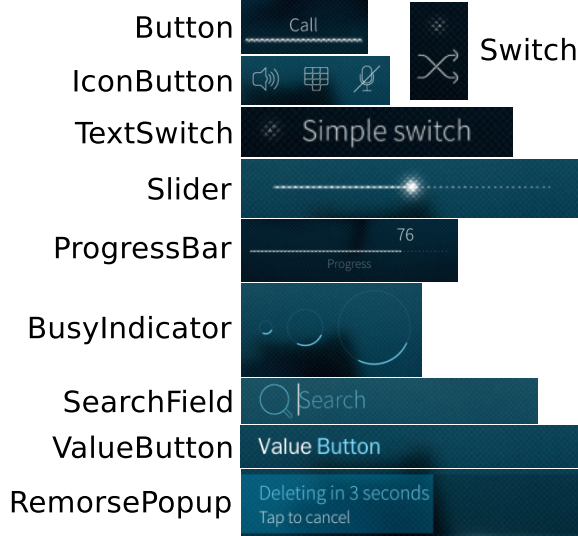 Button
Call
Switch
IconButton
TextSwitch
Simple switch
Slider
ProgressBar
76
Progress
BusyIndicator
SearchField
Search
ValueButton
Value Button
RemorsePopup
Deleting in 3 seconds
Tap to cancel